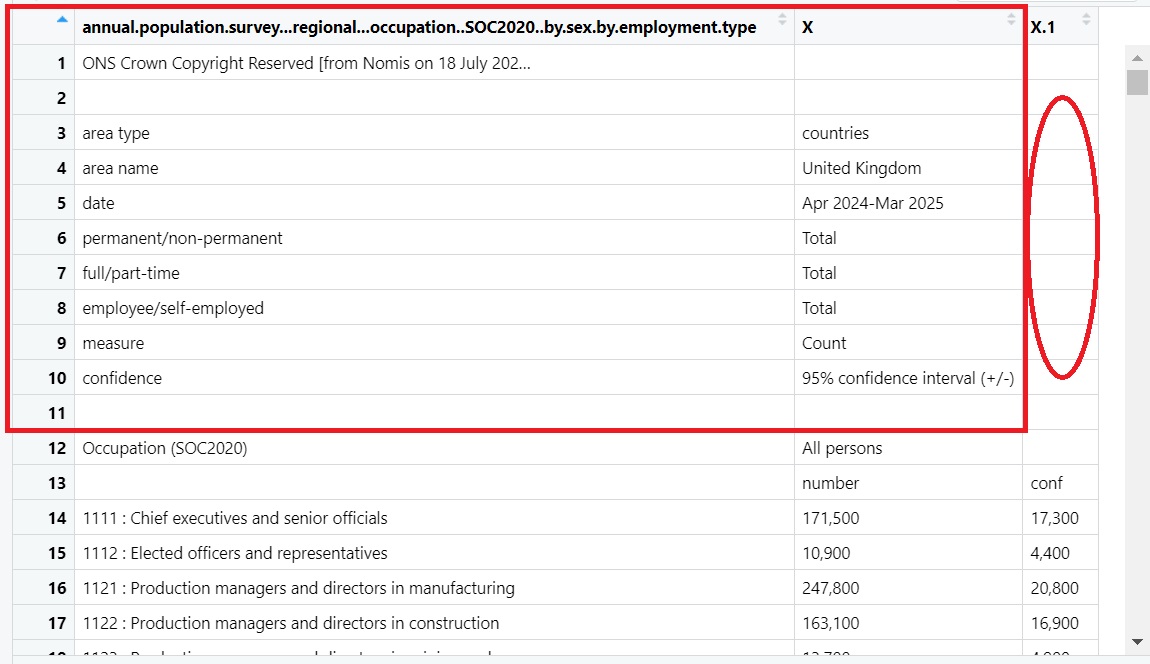 annual.population.survey...regional...occupation..SOC2020..by.sex.by.employment.type X X.1
1 ONS Crown Copyright Reserved [from Nomis on 18 July 202...
2
3 area type countries
4 area name United Kingdom
5 date Apr 2024-Mar 2025
6 permanent/non-permanent Total
7 full/part-time Total
8 employee/self-employed Total
9 measure Count
10 confidence 95% confidence interval (+/-)
11
12 Occupation (SOC2020) All persons
13 number conf
14 1111 : Chief executives and senior officials 171,500 17,300
15 1112 : Elected officers and representatives 10,900 4,400
16 1121 : Production managers and directors in manufacturing 247,800 20,800
17 1122 : Production managers and directors in construction 163,100 16,900